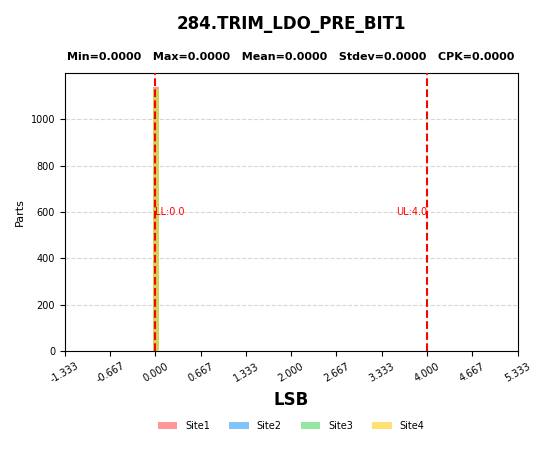 284.TRIM_LDO_PRE_BIT1
Min=0.0000 Max=0.0000 Mean=0.0000 Stdev=0.0000 CPK=0.0000
Parts
1000
800
600
400
200
0
LL:0.0
UL:4.0
-1.333 -0.667 0.000 0.667 1.333 2.000 2.667 3.333 4.000 4.667 5.333
LSB
Site1 Site2 Site3 Site4